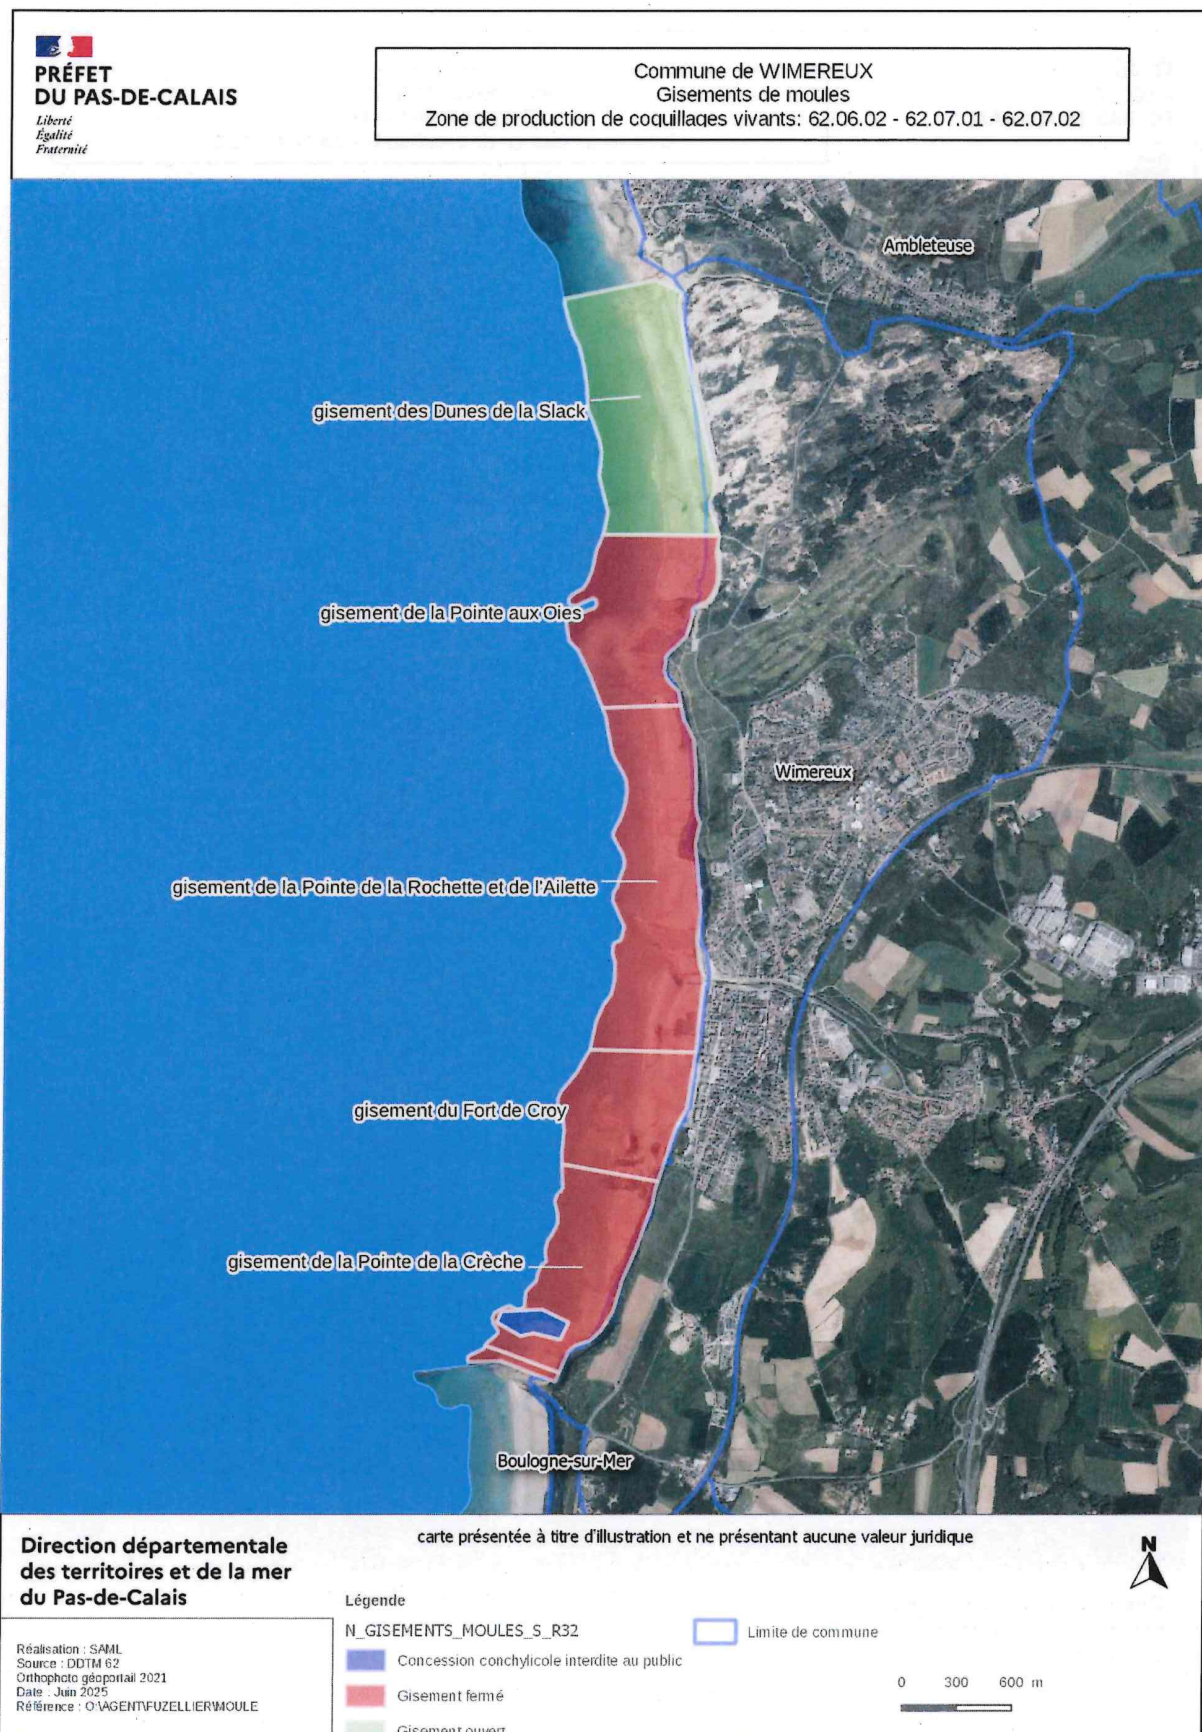 PRÉFET
DU PAS-DE-CALAIS
Liberté
Égalité
Fraternité
Commune de WIMEREUX
Gisements de moules
Zone de production de coquillages vivants: 62.06.02 - 62.07.01 - 62.07.02
Ambleteuse
gisement des Dunes de la Slack
gisement de la Pointe aux Oies
Wimereux
gisement de la Pointe de la Rochette et de l'Ailette
gisement du Fort de Croy
gisement de la Pointe de la Crèche
Boulogne-sur-Mer
Direction départementale
des territoires et de la mer
du Pas-de-Calais
Réalisation : SAML
Source : DDTM 62
Orthophoto géoportail 2021
Date : Juin 2025
Référence : O:\AGENT\FUZELLIER\MOULE
carte présentée à titre d'illustration et ne présentant aucune valeur juridique
N
Légende
N_GISEMENTS_MOULES_S_R32
Concession conchylicole interdite au public
Gisement fermé
Gisement ouvert
Limite de commune
0 300 600 m